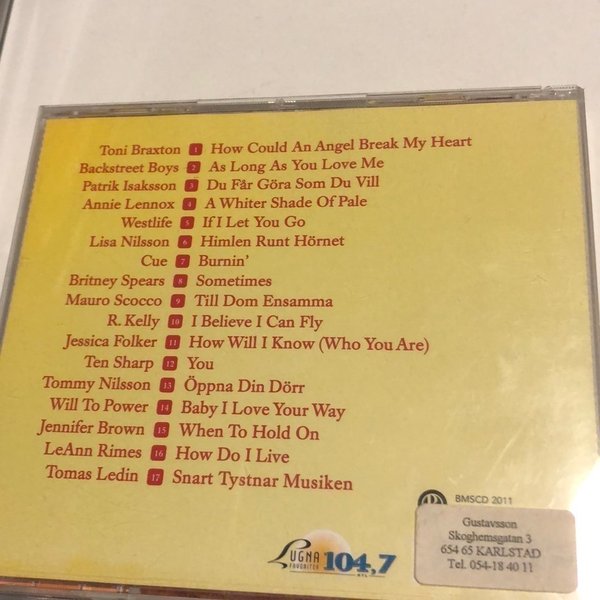 Toni Braxton 1 How Could An Angel Break My Heart
Backstreet Boys 2 As Long As You Love Me
Patrik Isaksson 3 Du Får Göra Som Du Vill
Annie Lennox 4 A Whiter Shade Of Pale
Westlife 5 If I Let You Go
Lisa Nilsson 6 Himlen Runt Hörnet
Cue 7 Burnin'
Britney Spears 8 Sometimes
Mauro Scocco 9 Till Dom Ensamma
R. Kelly 10 I Believe I Can Fly
Jessica Folker 11 How Will I Know (Who You Are)
Ten Sharp 12 You
Tommy Nilsson 13 Öppna Din Dörr
Will To Power 14 Baby I Love Your Way
Jennifer Brown 15 When To Hold On
LeAnn Rimes 16 How Do I Live
Tomas Ledin 17 Snart Tystnar Musiken
BMSCD 2011
LUGNA
FAVORITER
104,7
RTL
Gustavsson
Skoghemsgatan 3
654 65 KARLSTAD
Tel. 054-18 40 11